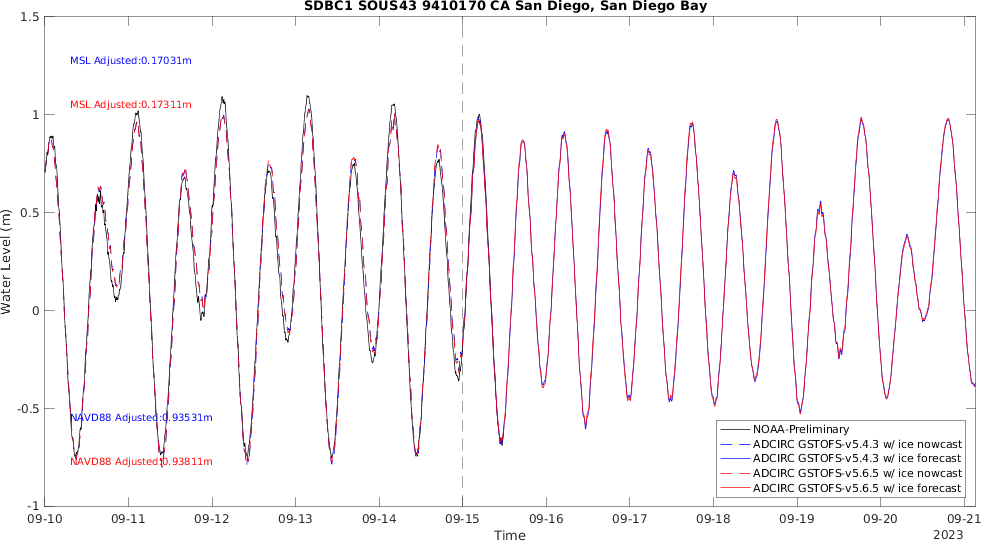 SDBC1 SOUS43 9410170 CA San Diego, San Diego Bay
1.5
MSL Adjusted:0.17031m
MSL Adjusted:0.17311m
1
0.5
Water Level (m)
0
-0.5
NAVD88 Adjusted:0.93531m
NAVD88 Adjusted:0.93811m
-1
NOAA-Preliminary
ADCIRC GSTOFS-v5.4.3 w/ ice nowcast
ADCIRC GSTOFS-v5.4.3 w/ ice forecast
ADCIRC GSTOFS-v5.6.5 w/ ice nowcast
ADCIRC GSTOFS-v5.6.5 w/ ice forecast
09-10 09-11 09-12 09-13 09-14 09-15 09-16 09-17 09-18 09-19 09-20 09-21
Time
2023